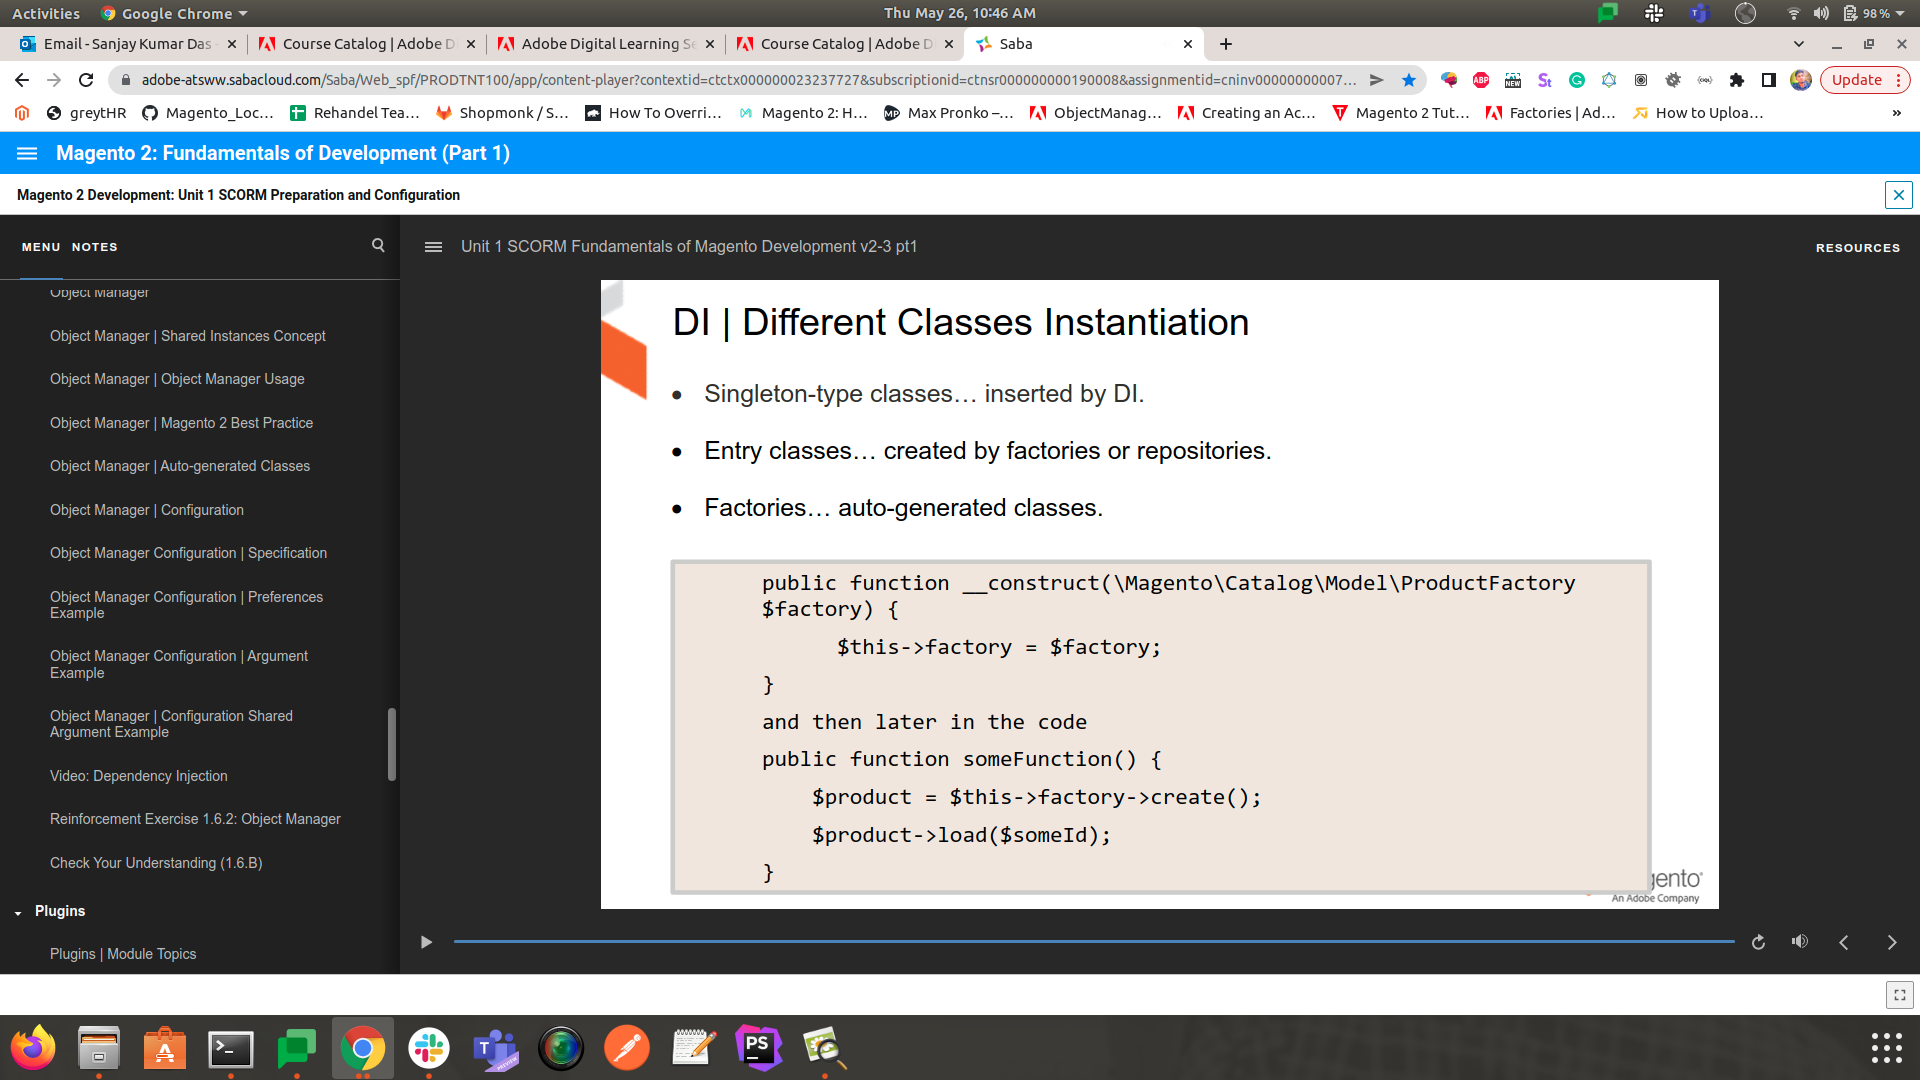 Activities
Google Chrome
Thu May 26, 10:46 AM
98%
Email - Sanjay Kumar Das
Course Catalog | Adobe D
Adobe Digital Learning Se
Course Catalog | Adobe D
Saba
adobe-atsww.sabacloud.com/Saba/Web_spf/PRODTNT100/app/content-player?contextid=ctctx000000023237727&subscriptionid=ctnsr000000000190008&assignmentid=cninv00000000007...
Update
greytHR
Magento_Loc...
Rehandel Tea...
Shopmonk / S...
How To Overri...
Magento 2: H...
Max Pronko –...
ObjectManag...
Creating an Ac...
Magento 2 Tut...
Factories | Ad...
How to Uploa...
»
Magento 2: Fundamentals of Development (Part 1)
Magento 2 Development: Unit 1 SCORM Preparation and Configuration
MENU NOTES
Unit 1 SCORM Fundamentals of Magento Development v2-3 pt1
RESOURCES
Object Manager
Object Manager | Shared Instances Concept
Object Manager | Object Manager Usage
Object Manager | Magento 2 Best Practice
Object Manager | Auto-generated Classes
Object Manager | Configuration
Object Manager Configuration | Specification
Object Manager Configuration | Preferences
Example
Object Manager Configuration | Argument
Example
Object Manager | Configuration Shared
Argument Example
Video: Dependency Injection
Reinforcement Exercise 1.6.2: Object Manager
Check Your Understanding (1.6.B)
Plugins
Plugins | Module Topics
DI | Different Classes Instantiation
• Singleton-type classes… inserted by DI.
• Entry classes… created by factories or repositories.
• Factories… auto-generated classes.
public function __construct(\Magento\Catalog\Model\ProductFactory
$factory) {
$this->factory = $factory;
}
and then later in the code
public function someFunction() {
$product = $this->factory->create();
$product->load($someId);
}
gento
An Adobe Company
ABP
NEW
St
PS